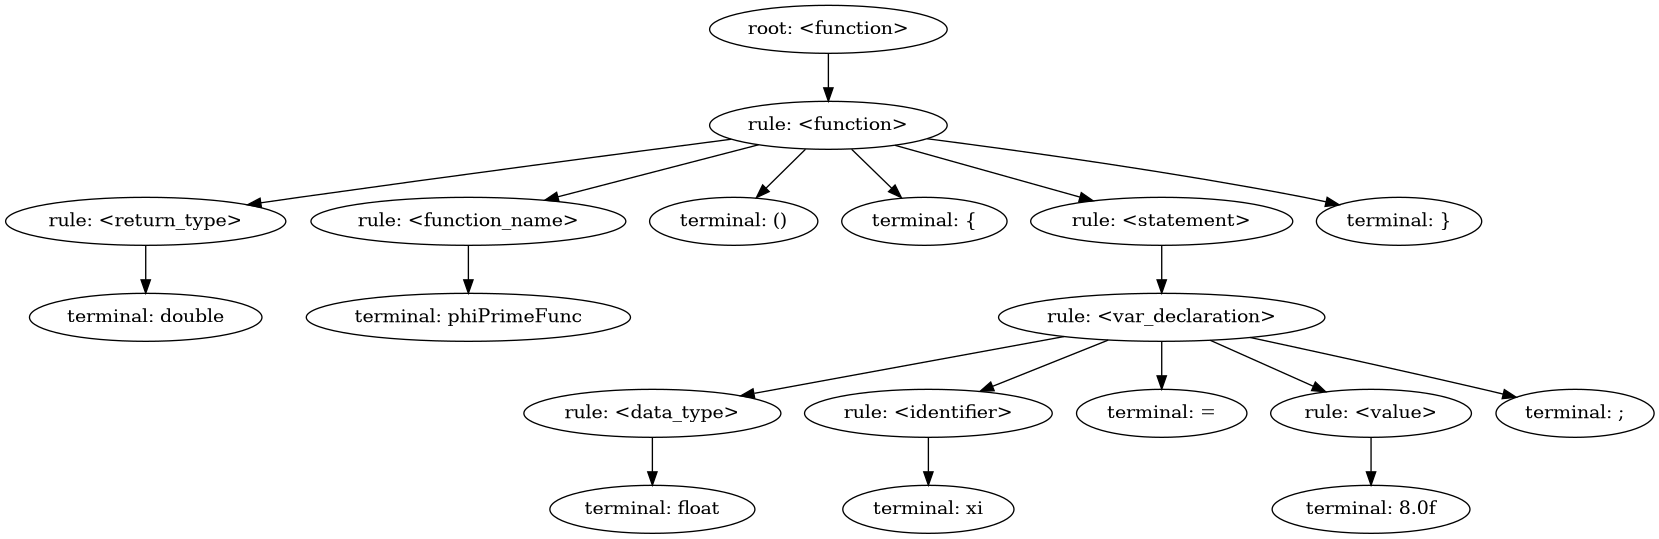 root: <function>
rule: <function>
rule: <return_type>
rule: <function_name>
terminal: ()
terminal: {
rule: <statement>
terminal: }
terminal: double
terminal: phiPrimeFunc
rule: <var_declaration>
rule: <data_type>
rule: <identifier>
terminal: =
rule: <value>
terminal: ;
terminal: float
terminal: xi
terminal: 8.0f